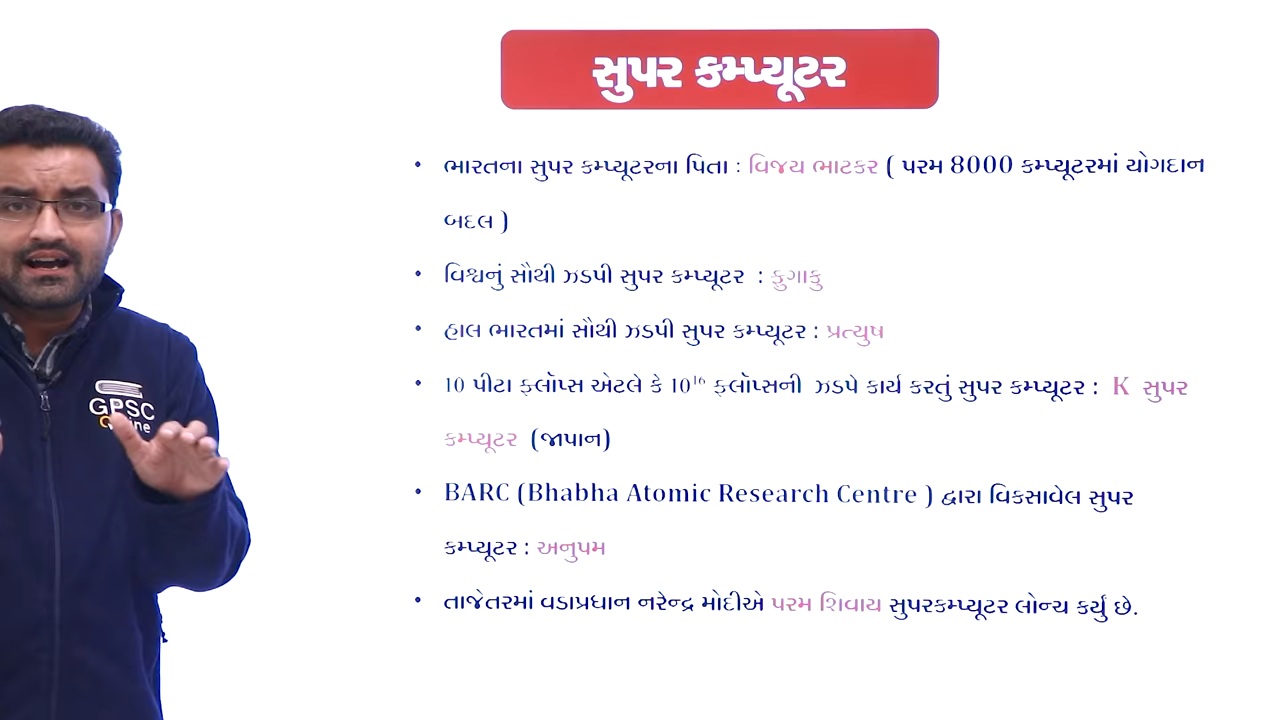 સુપર કમ્પ્યૂટર
• ભારતના સુપર કમ્પ્યૂટરના પિતા : વિજય ભાટકર ( પરમ 8000 કમ્પ્યૂટરમાં યોગદાન
બદલ )
• વિશ્વનું સૌથી ઝડપી સુપર કમ્પ્યૂટર : ફુગાકુ
• હાલ ભારતમાં સૌથી ઝડપી સુપર કમ્પ્યૂટર : પ્રત્યુષ
• 10 પીટા ફ્લૉપ્સ એટલે કે 10¹⁶ ફ્લૉપ્સની ઝડપે કાર્ય કરતું સુપર કમ્પ્યૂટર : K સુપર
કમ્પ્યૂટર (જાપાન)
• BARC (Bhabha Atomic Research Centre ) દ્વારા વિકસાવેલ સુપર
કમ્પ્યૂટર : અનુપમ
• તાજેતરમાં વડાપ્રધાન નરેન્દ્ર મોદીએ પરમ શિવાય સુપરકમ્પ્યૂટર લોન્ચ કર્યું છે.
GPSC